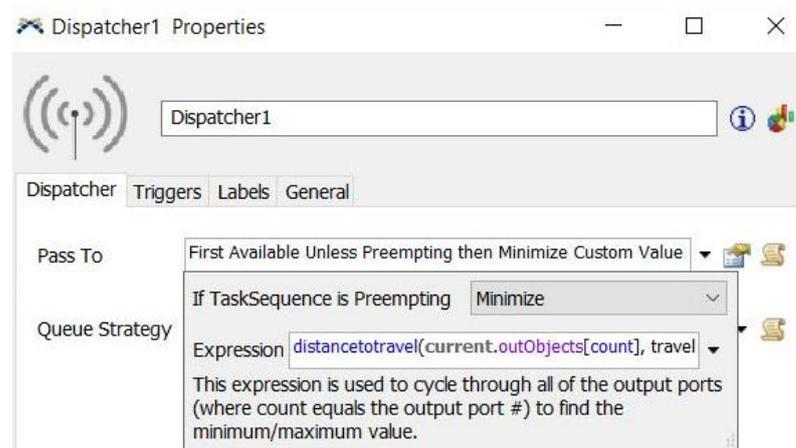 Dispatcher1 Properties
Dispatcher1
Dispatcher Triggers Labels General
Pass To First Available Unless Preempting then Minimize Custom Value
If TaskSequence is Preempting Minimize
Queue Strategy
Expression distancetotravel(current.outObjects[count], travel
This expression is used to cycle through all of the output ports
(where count equals the output port #) to find the
minimum/maximum value.